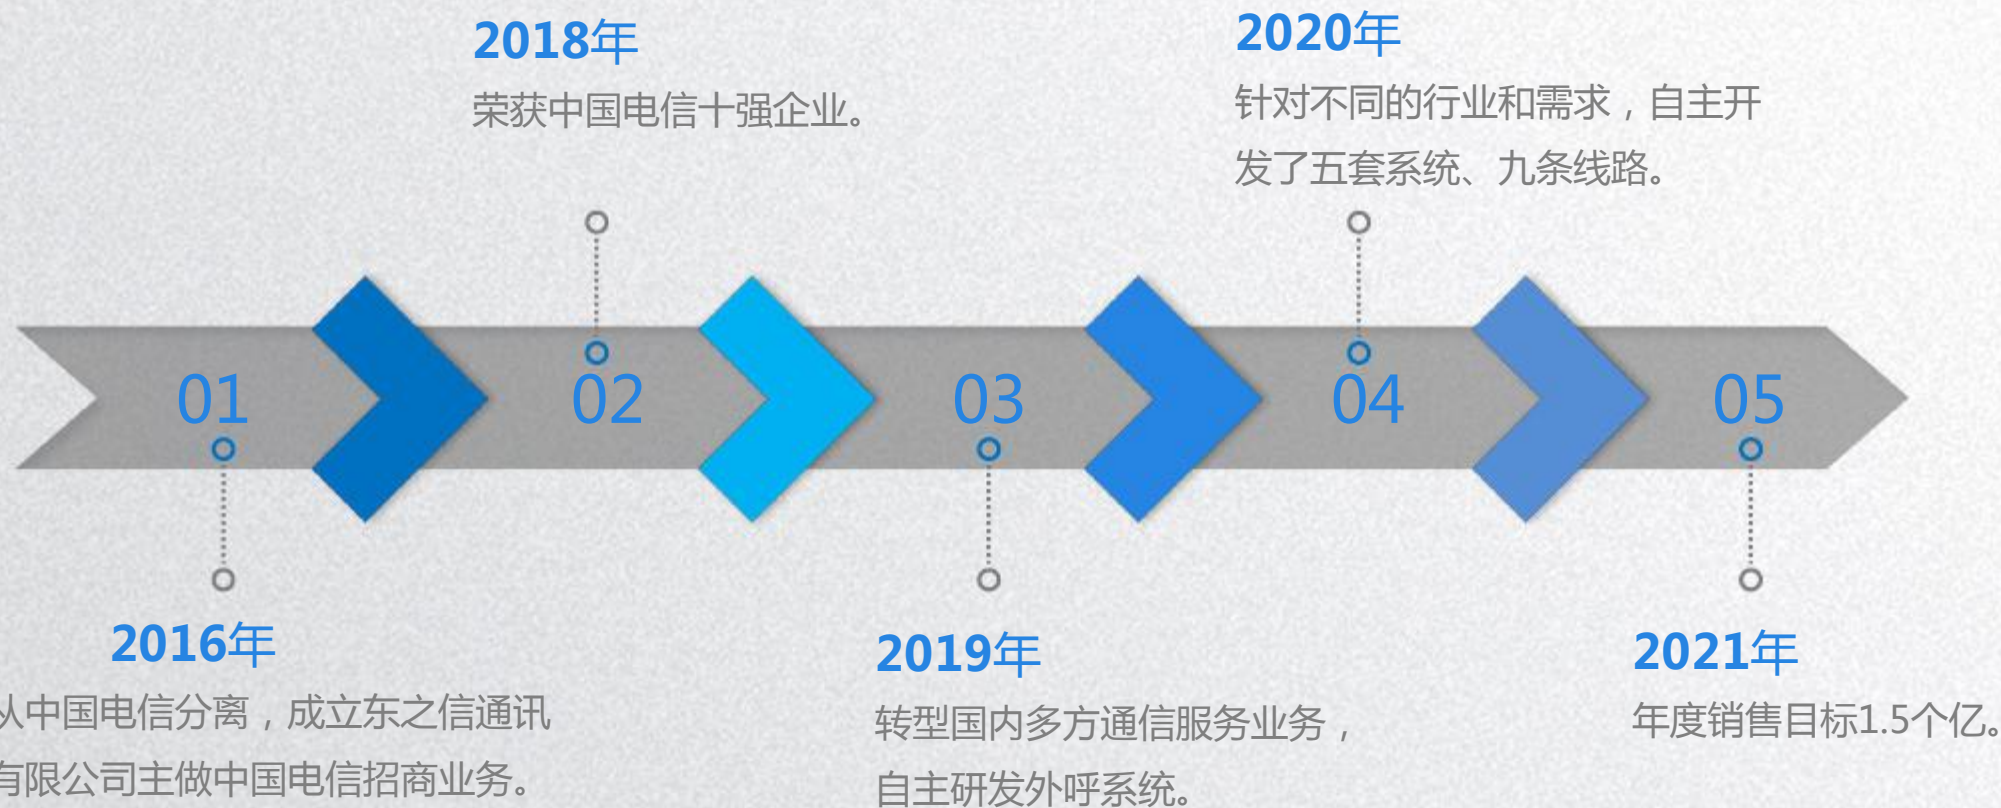 2018年
荣获中国电信十强企业。
2020年
针对不同的行业和需求，自主开
发了五套系统、九条线路。
01
02
03
04
05
2016年
从中国电信分离，成立东之信通讯
有限公司主做中国电信招商业务。
2019年
转型国内多方通信服务业务，
自主研发外呼系统。
2021年
年度销售目标1.5个亿。